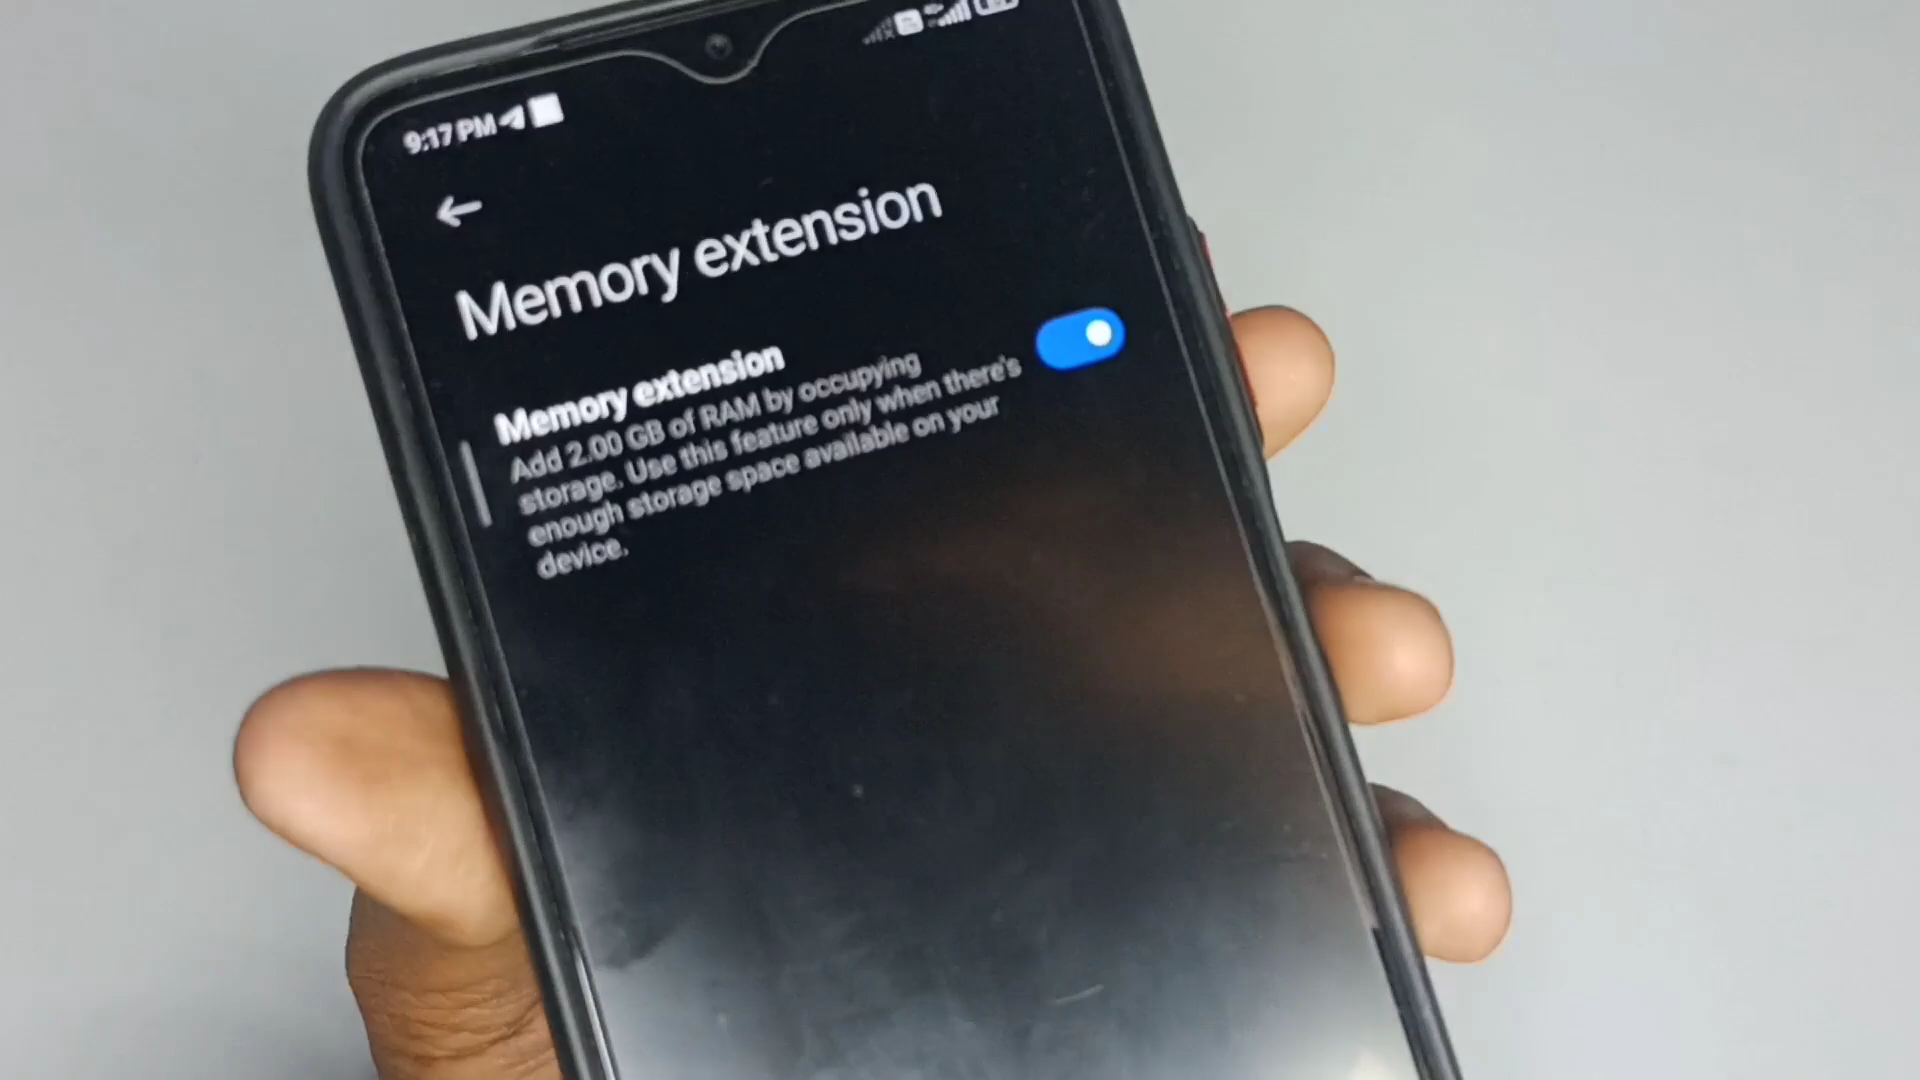 9:17 PM
Memory extension
Memory extension
Add 2.00 GB of RAM by occupying
storage. Use this feature only when there's
enough storage space available on your
device.